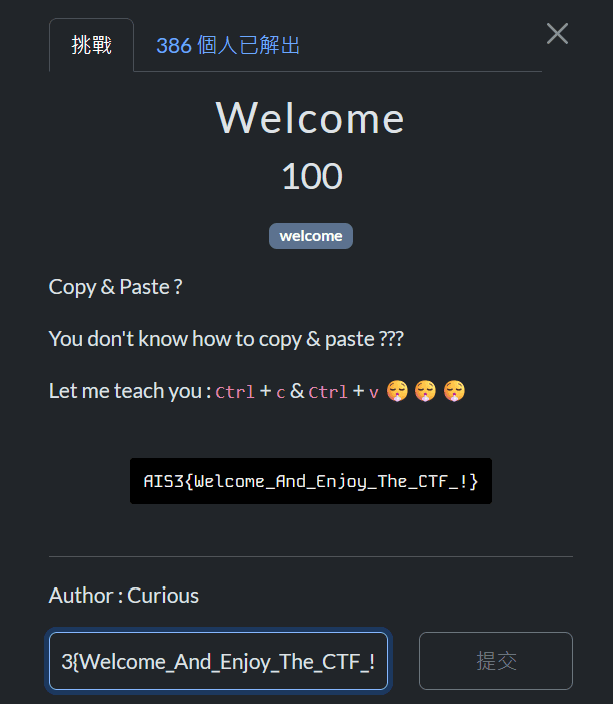 挑戰
386 個人已解出
Welcome
100
welcome
Copy & Paste ?
You don't know how to copy & paste ???
Let me teach you : Ctrl + c & Ctrl + v 😮‍💨 😮‍💨 😮‍💨
AIS3{Welcome_And_Enjoy_The_CTF_!}
Author : Curious
3{Welcome_And_Enjoy_The_CTF_!
提交